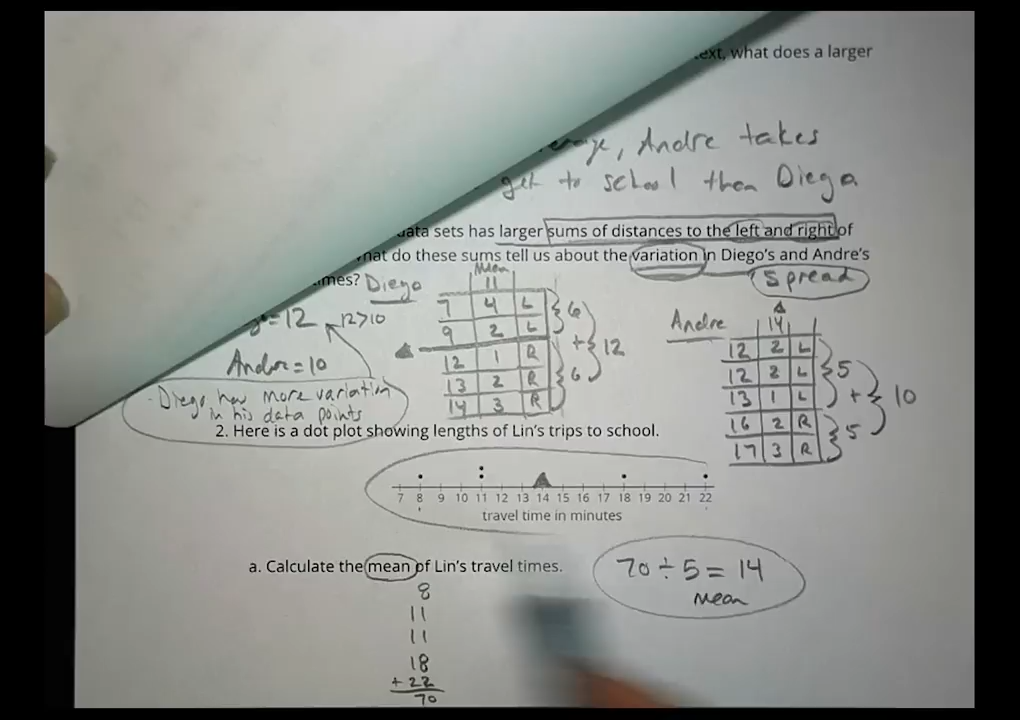 what does a larger
Andre takes
get to school then Diego
data sets has larger sums of distances to the left and right of
do these sums tell us about the variation in Diego's and Andre's
Diego
Spread
Mean
11
7 4 L
9 2 L
12 1 R
13 2 R
14 3 R
6
+
6
12
= 12
12>10
Andre = 10
- Diego has more variation
in his data points
Andre
14
12 2 L
12 2 L
13 1 L
16 2 R
17 3 R
5
+
5
10
2. Here is a dot plot showing lengths of Lin's trips to school.
7 8 9 10 11 12 13 14 15 16 17 18 19 20 21 22
travel time in minutes
a. Calculate the mean of Lin's travel times.
70 ÷ 5 = 14
Mean
8
11
11
18
+ 22
70